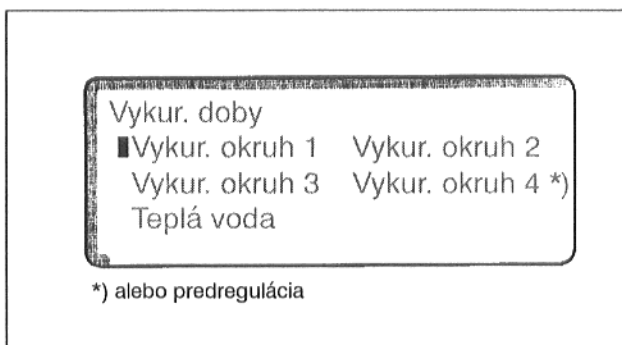 Vykur. doby
Vykur. okruh 1 Vykur. okruh 2
Vykur. okruh 3 Vykur. okruh 4 *)
Teplá voda
*) alebo predregulácia